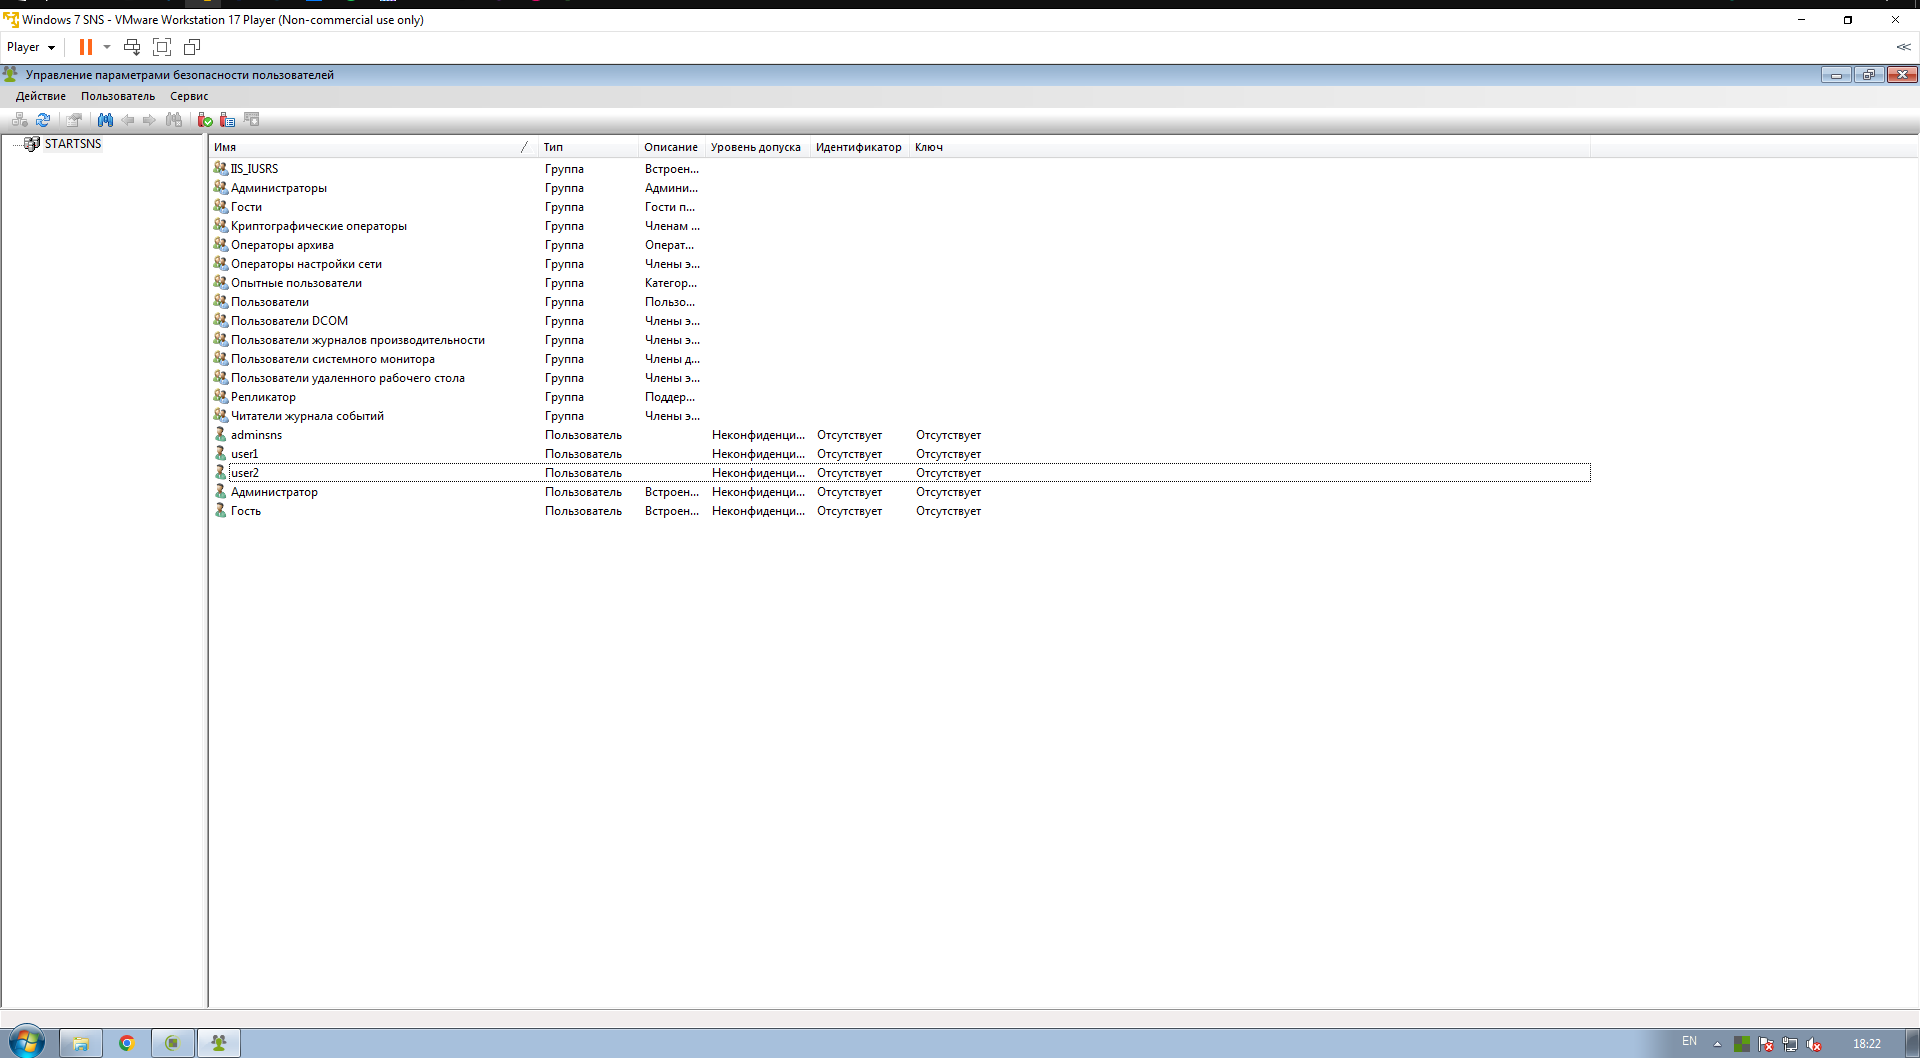 Windows 7 SNS - VMware Workstation 17 Player (Non-commercial use only)
Player
Управление параметрами безопасности пользователей
Действие Пользователь Сервис
STARTSNS
Имя Тип Описание Уровень допуска Идентификатор Ключ
IIS_IUSRS Группа Встроен...
Администраторы Группа Админи...
Гости Группа Гости п...
Криптографические операторы Группа Членам ...
Операторы архива Группа Операт...
Операторы настройки сети Группа Члены э...
Опытные пользователи Группа Категор...
Пользователи Группа Пользо...
Пользователи DCOM Группа Члены э...
Пользователи журналов производительности Группа Члены э...
Пользователи системного монитора Группа Члены д...
Пользователи удаленного рабочего стола Группа Члены э...
Репликатор Группа Поддер...
Читатели журнала событий Группа Члены э...
adminsns Пользователь Неконфиденци... Отсутствует Отсутствует
user1 Пользователь Неконфиденци... Отсутствует Отсутствует
user2 Пользователь Неконфиденци... Отсутствует Отсутствует
Администратор Пользователь Встроен... Неконфиденци... Отсутствует Отсутствует
Гость Пользователь Встроен... Неконфиденци... Отсутствует Отсутствует
EN 18:22